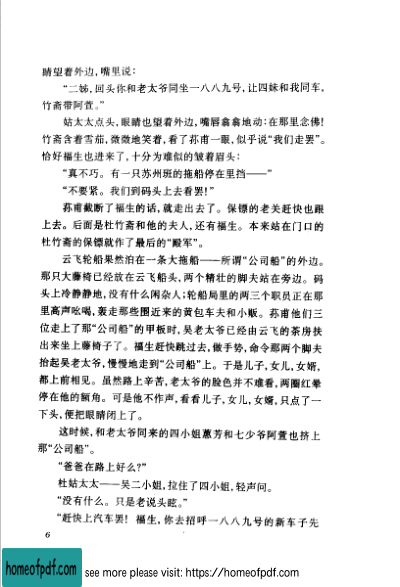 睛望着外边，嘴里说：
“二姊，回头你和老太爷同坐一八八九号，让四妹和我同车，
竹斋带阿萱。”
姑太太点头，眼睛也望着外边，嘴唇翕翕地动：在那里念佛！
竹斋含着雪茄，微微地笑着，看了荪甫一眼，似乎说“我们走罢”。
恰好福生也进来了，十分为难似的皱着眉头：
“真不巧。有一只苏州班的拖船停在里挡——”
“不要紧。我们到码头上去看罢！”
荪甫截断了福生的话，就走出去了。保镖的老关赶快也跟
上去。后面是杜竹斋和他的夫人，还有福生。本来站在门口的
杜竹斋的保镖就作了最后的“殿军”。
云飞轮船果然泊在一条大拖船——所谓“公司船”的外边。
那只大藤椅已经放在云飞船头，两个精壮的脚夫站在旁边。码
头上冷静静地，没有什么闲杂人；轮船局里的两三个职员正在那
里高声吆喝，轰走那些围近来的黄包车夫和小贩。荪甫他们三
位走上了那“公司船”的甲板时，吴老太爷已经由云飞的茶房扶
出来坐上藤椅子了。福生赶快跳过去，做手势，命令那两个脚夫
抬起吴老太爷，慢慢地走到“公司船”上。于是儿子，女儿，女婿，
都上前相见。虽然路上辛苦，老太爷的脸色并不难看，两圈红晕
停在他的额角。可是他不作声，看看儿子，女儿，女婿，只点了一
下头，便把眼睛闭上了。
这时候，和老太爷同来的四小姐蕙芳和七少爷阿萱也挤上
那“公司船”。
“爸爸在路上好么？”
杜姑太太——吴二小姐，拉住了四小姐，轻声问。
“没有什么。只是老说头眩。”
“赶快上汽车罢！福生，你去招呼一八八九号的新车子先
6
homeofpdf.com
see more please visit: https://homeofpdf.com